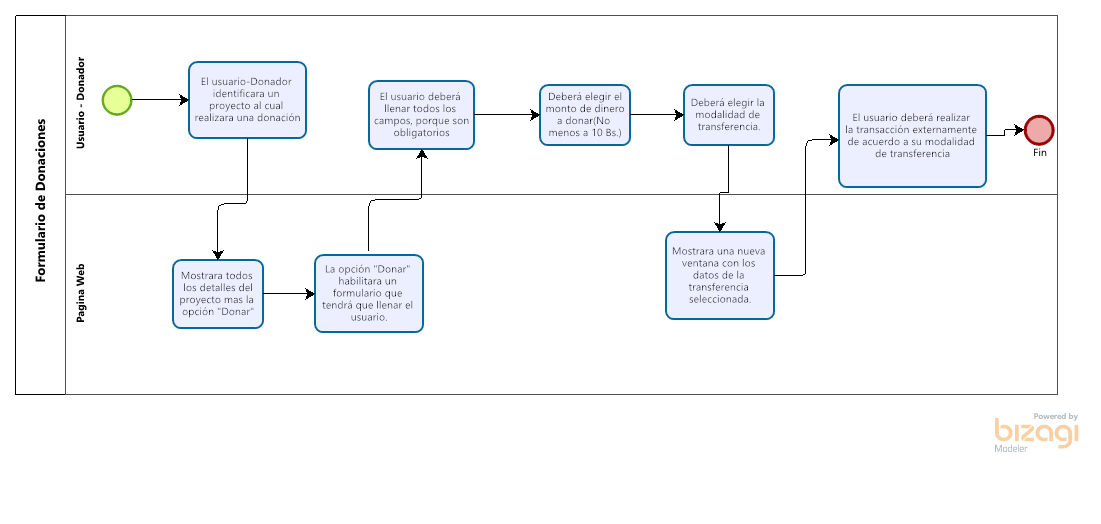 Formulario de Donaciones
Usuario - Donador
El usuario-Donador
identificara un
proyecto al cual
realizara una donación
El usuario deberá
llenar todos los
campos, porque son
obligatorios
Deberá elegir el
monto de dinero
a donar(No
menos a 10 Bs.)
Deberá elegir la
modalidad de
transferencia.
El usuario deberá realizar
la transacción externamente
de acuerdo a su modalidad
de transferencia
Fin
Pagina Web
Mostrara todos
los detalles del
proyecto mas la
opción "Donar"
La opción "Donar"
habilitara un
formulario que
tendrá que llenar el
usuario.
Mostrara una nueva
ventana con los
datos de la
transferencia
seleccionada.
Powered by
bizagi
Modeler